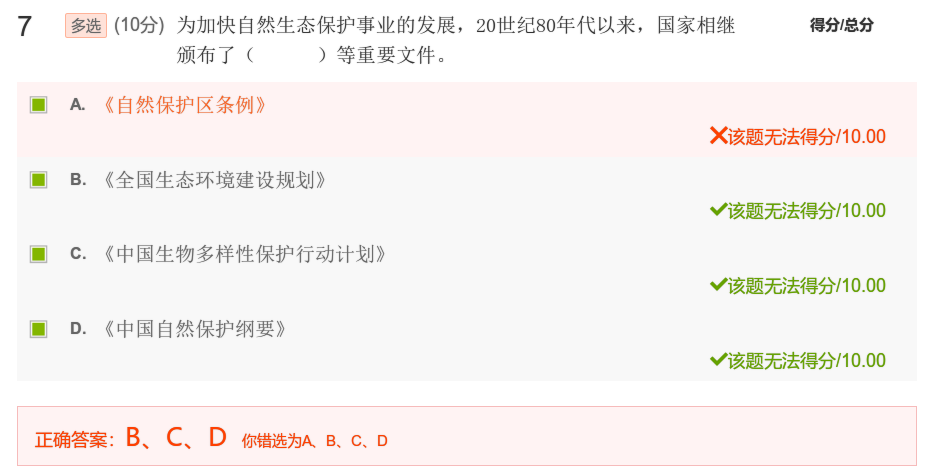 7 多选 (10分) 为加快自然生态保护事业的发展，20世纪80年代以来，国家相继 得分/总分
颁布了（　　）等重要文件。
A. 《自然保护区条例》
该题无法得分/10.00
B. 《全国生态环境建设规划》
该题无法得分/10.00
C. 《中国生物多样性保护行动计划》
该题无法得分/10.00
D. 《中国自然保护纲要》
该题无法得分/10.00
正确答案：B、C、D 你错选为A、B、C、D